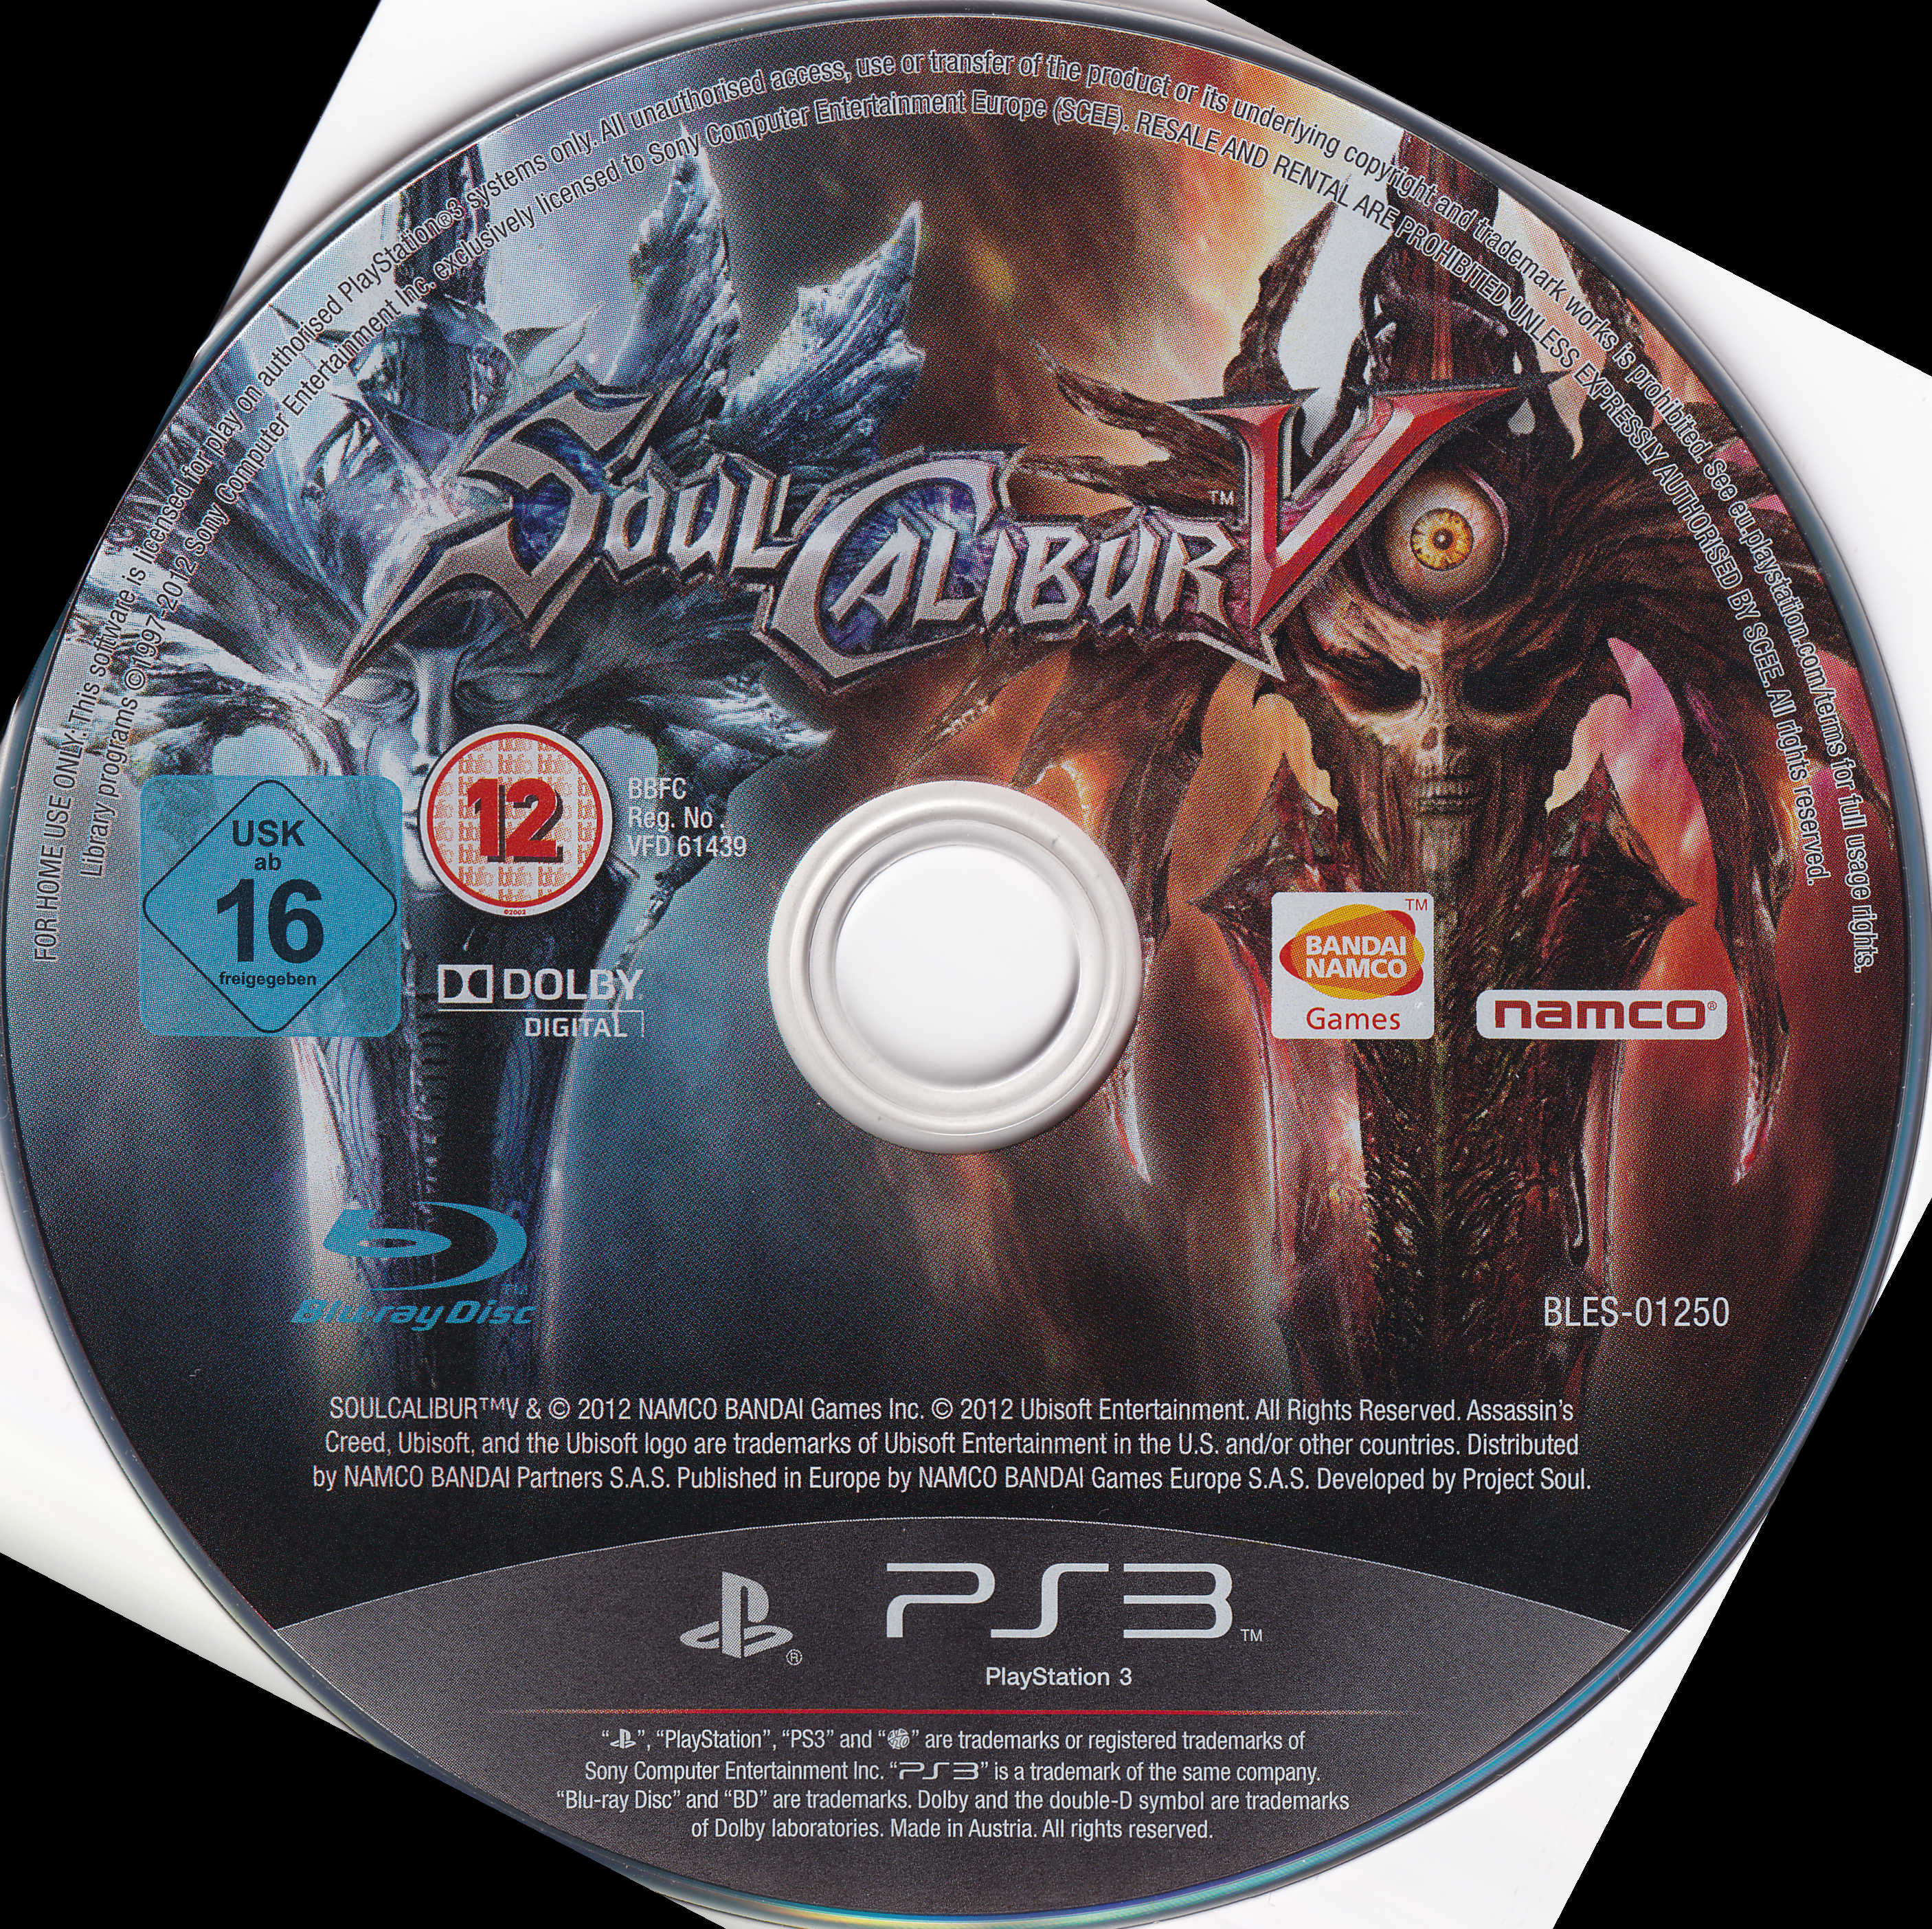 FOR HOME USE ONLY: This software is licensed for play on authorised PlayStation®3 systems only. All unauthorised access, use or transfer of the product or its underlying copyright and trademark works is prohibited. See eu.playstation.com/terms for full usage rights.
Library programs ©1997-2012 Sony Computer Entertainment Inc. exclusively licensed to Sony Computer Entertainment Europe (SCEE). RESALE AND RENTAL ARE PROHIBITED UNLESS EXPRESSLY AUTHORISED BY SCEE. All rights reserved.
SOULCALIBUR V ™
USK
ab
16
freigegeben
12
©2002
BBFC
Reg. No .
VFD 61439
DOLBY
DIGITAL
BANDAI
NAMCO
Games
™
namco®
Blu-ray Disc™
BLES-01250
SOULCALIBUR™V & © 2012 NAMCO BANDAI Games Inc. © 2012 Ubisoft Entertainment. All Rights Reserved. Assassin's
Creed, Ubisoft, and the Ubisoft logo are trademarks of Ubisoft Entertainment in the U.S. and/or other countries. Distributed
by NAMCO BANDAI Partners S.A.S. Published in Europe by NAMCO BANDAI Games Europe S.A.S. Developed by Project Soul.
® PS3™
PlayStation 3
“ ”, “PlayStation”, “PS3” and “ ” are trademarks or registered trademarks of
Sony Computer Entertainment Inc. “PS3” is a trademark of the same company.
“Blu-ray Disc” and “BD” are trademarks. Dolby and the double-D symbol are trademarks
of Dolby laboratories. Made in Austria. All rights reserved.